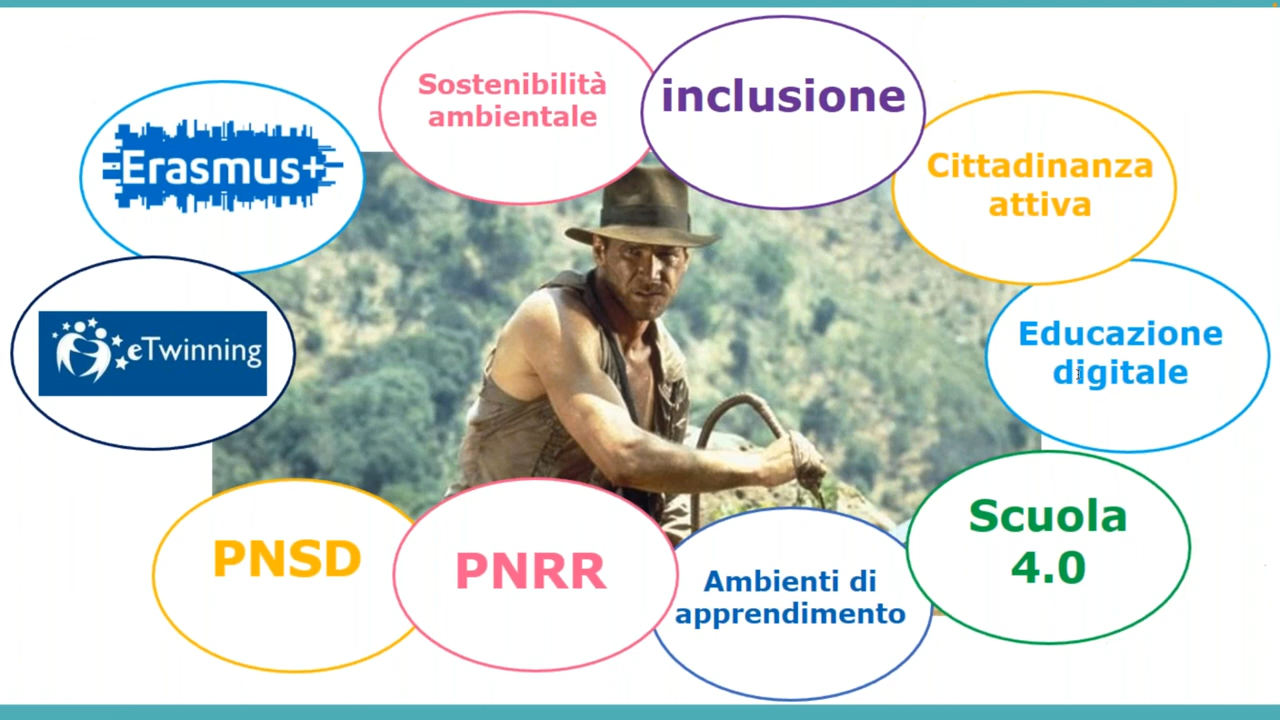 Sostenibilità
ambientale
inclusione
Erasmus+
Cittadinanza
attiva
eTwinning
Educazione
digitale
PNSD
PNRR
Ambienti di
apprendimento
Scuola
4.0